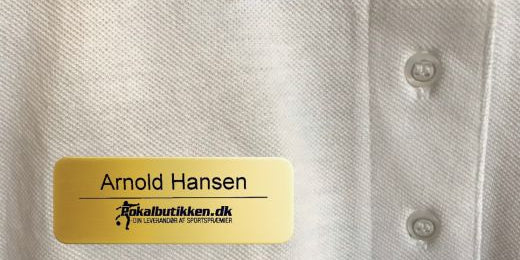 Arnold Hansen
Pokalbutikken.dk
DIN LEVERANDØR AF SPORTSPRÆMIER